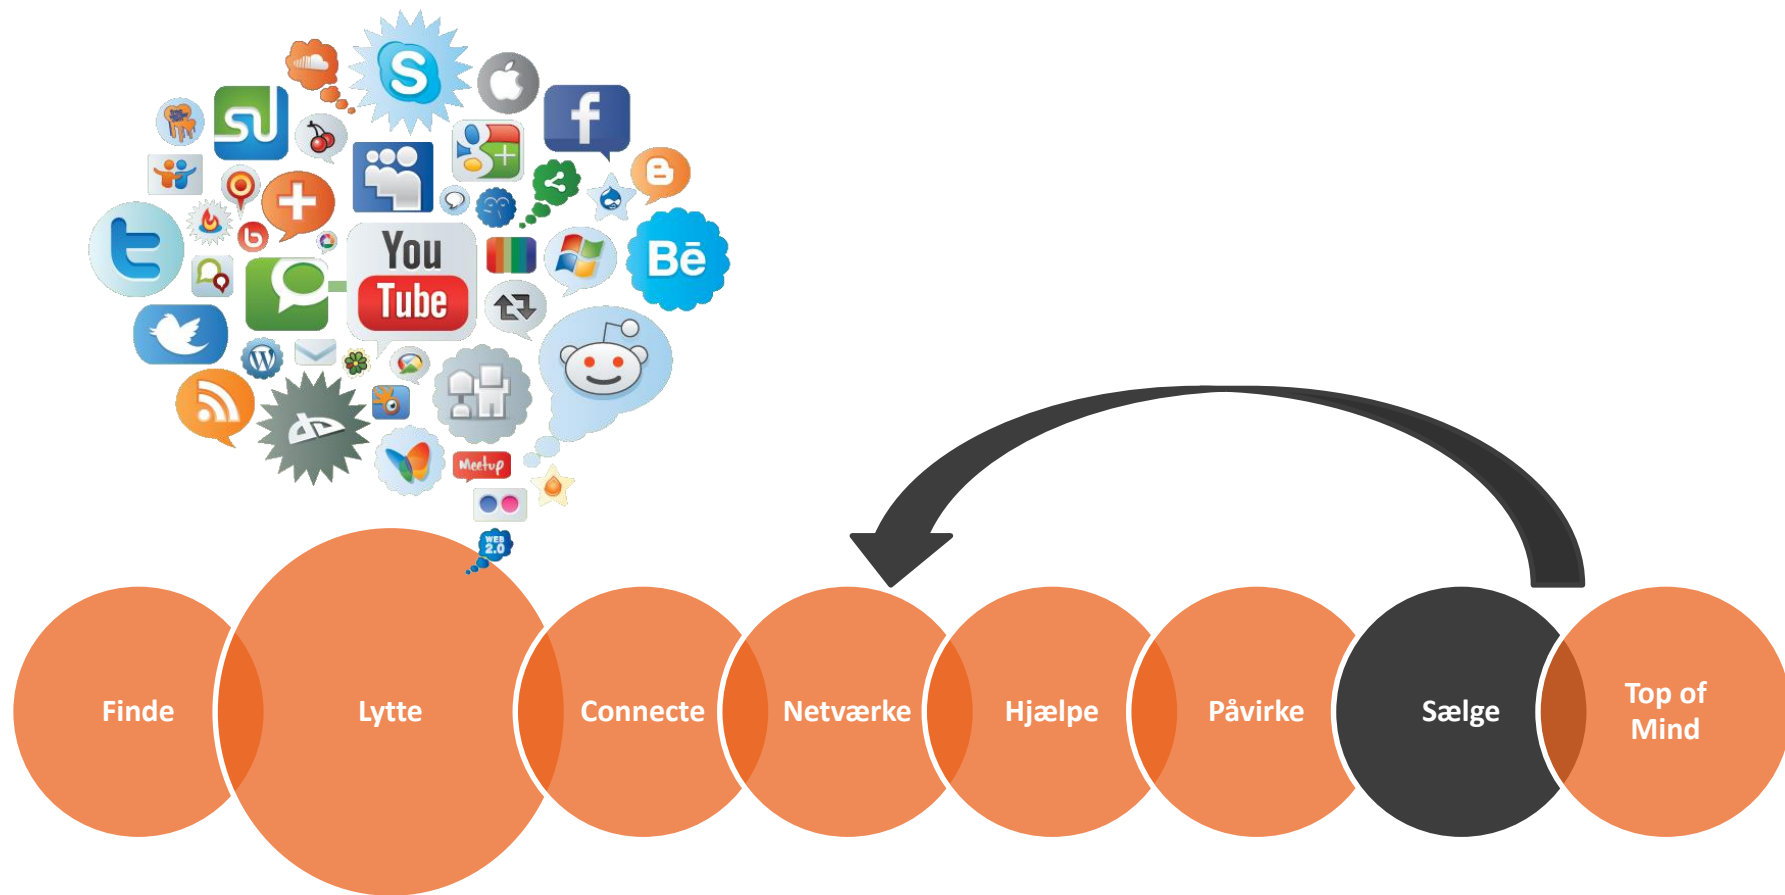 S
You
Tube
Bē
Meetup
WEB
2.0
Finde
Lytte
Connecte
Netværke
Hjælpe
Påvirke
Sælge
Top of
Mind